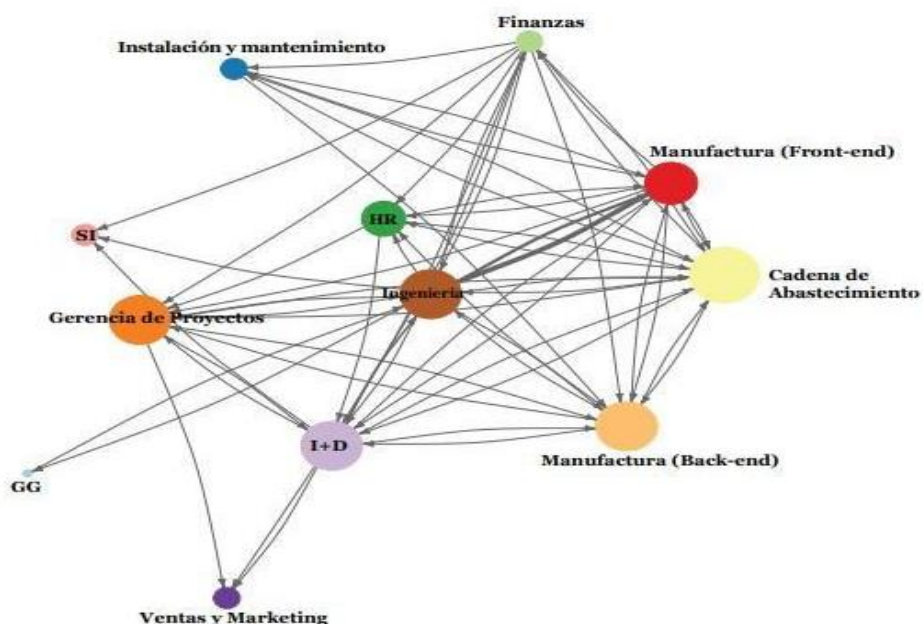 Finanzas
Instalación y mantenimiento
Manufactura (Front-end)
HR
SI
Cadena de
Abastecimiento
Ingeniería
Gerencia de Proyectos
I+D
Manufactura (Back-end)
GG
Ventas y Marketing